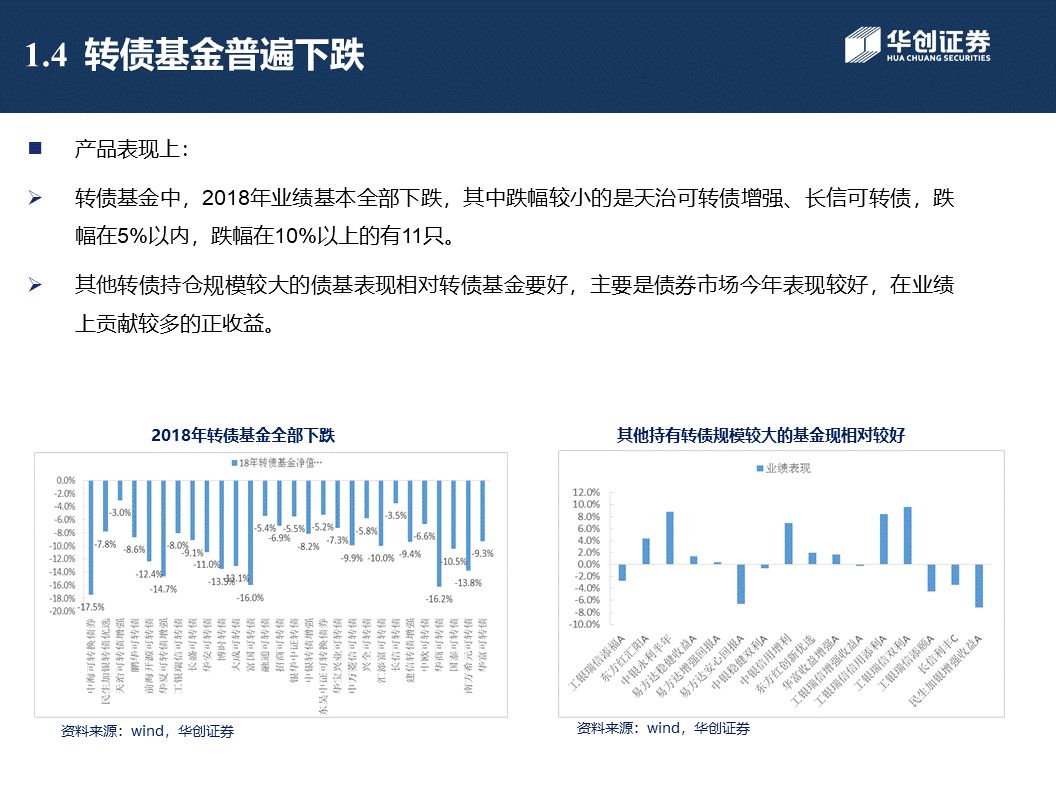 1.4 转债基金普遍下跌
华创证券
HUA CHUANG SECURITIES
产品表现上：
转债基金中，2018年业绩基本全部下跌，其中跌幅较小的是天治可转债增强、长信可转债，跌
幅在5%以内，跌幅在10%以上的有11只。
其他转债持仓规模较大的债基表现相对转债基金要好，主要是债券市场今年表现较好，在业绩
上贡献较多的正收益。
2018年转债基金全部下跌
18年转债基金净值…
0.0%
-2.0%
-4.0%
-6.0%
-8.0%
-10.0%
-12.0%
-14.0%
-16.0%
-18.0%
-20.0%
-17.5%
-7.8%
-3.0%
-8.6%
-12.4%
-14.7%
-8.0%
-9.1%
-11.0%
-13.5%
-13.1%
-16.0%
-5.4%
-6.9%
-5.5%
-8.2%
-5.2%
-7.3%
-9.9%
-5.8%
-10.0%
-3.5%
-9.4%
-6.6%
-16.2%
-10.5%
-13.8%
-9.3%
中海可转换债券
民生加银转债优选
天治可转债增强
鹏华可转债
前海开源可转债
华夏可转债增强
工银瑞信可转债
长盛可转债
华安可转债
博时转债
大成可转债
富国可转债
融通可转债
招商可转债
银华中证转债
中银转债增强
东吴中证可转换债券
华宝兴业可转债
申万菱信可转债
兴全可转债
汇添富可转债
长信可转债
建信转债增强
中欧可转债
华商可转债
国泰可转债
南方希元可转债
华富可转债
资料来源：wind，华创证券
其他持有转债规模较大的基金现相对较好
业绩表现
12.0%
10.0%
8.0%
6.0%
4.0%
2.0%
0.0%
-2.0%
-4.0%
-6.0%
-8.0%
-10.0%
工银瑞信添福A
东方红汇阳A
中银永利半年
易方达稳健收益A
易方达增强回报A
易方达安心回报A
中银稳健双利A
中银信用增利
东方红创新优选
华富收益增强A
工银瑞信增强收益A
工银瑞信信用添利A
工银瑞信双利A
工银瑞信添颐A
长信利丰C
民生加银增强收益A
资料来源：wind，华创证券